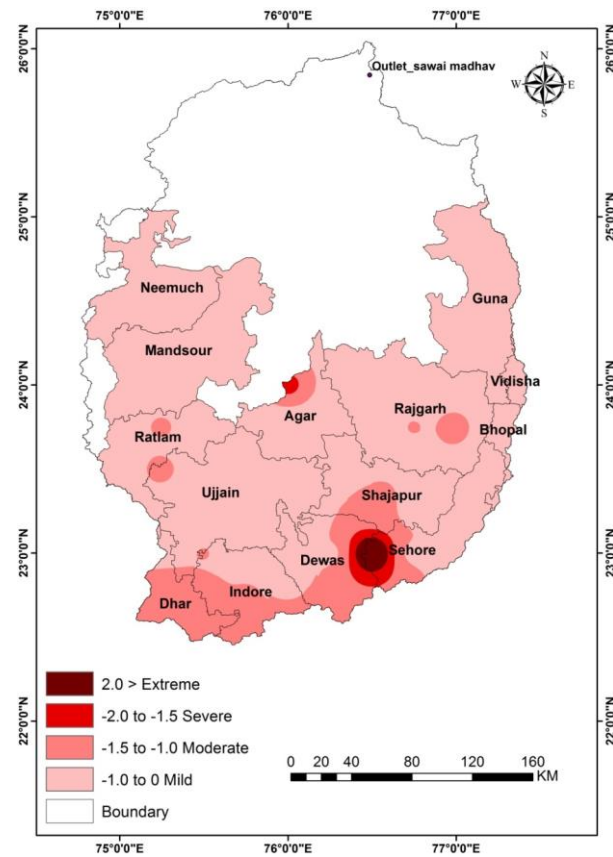 75°0'0"E 76°0'0"E 77°0'0"E
26°0'0"N 26°0'0"N
Outlet_sawai madhav
N
W E
S
25°0'0"N 25°0'0"N
Neemuch
Guna
Mandsour
24°0'0"N 24°0'0"N
Vidisha
Agar
Rajgarh
Ratlam
Bhopal
Ujjain
Shajapur
23°0'0"N 23°0'0"N
Dewas
Sehore
Dhar
Indore
2.0 > Extreme
-2.0 to -1.5 Severe
22°0'0"N 22°0'0"N
-1.5 to -1.0 Moderate
-1.0 to 0 Mild
0 20 40 80 120 160
KM
Boundary
75°0'0"E 76°0'0"E 77°0'0"E